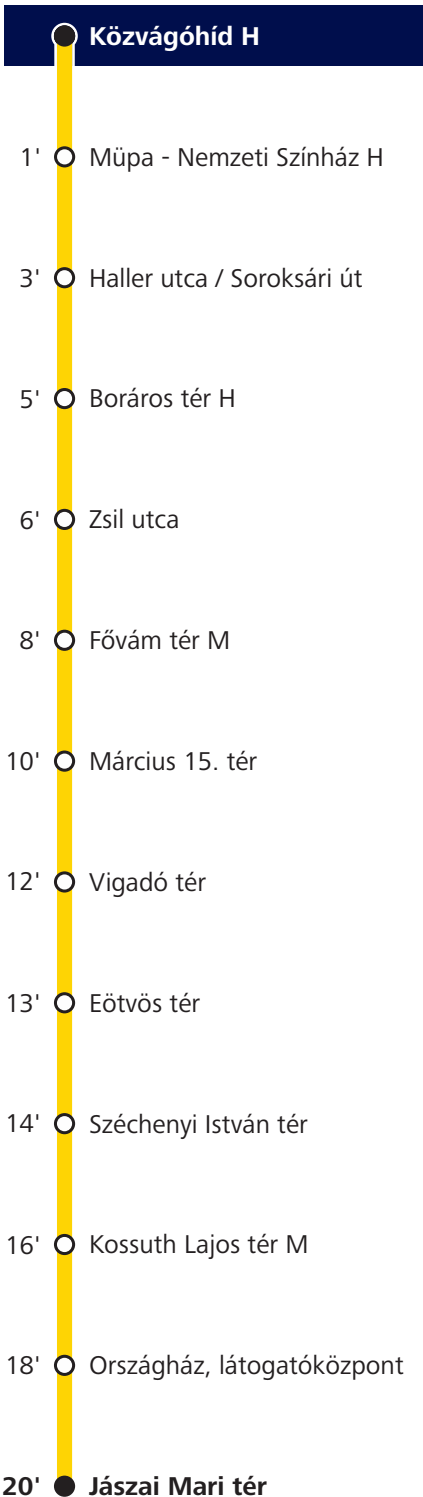 Közvágóhíd H
1' Müpa - Nemzeti Színház H
3' Haller utca / Soroksári út
5' Boráros tér H
6' Zsil utca
8' Fővám tér M
10' Március 15. tér
12' Vigadó tér
13' Eötvös tér
14' Széchenyi István tér
16' Kossuth Lajos tér M
18' Országház, látogatóközpont
20' Jászai Mari tér